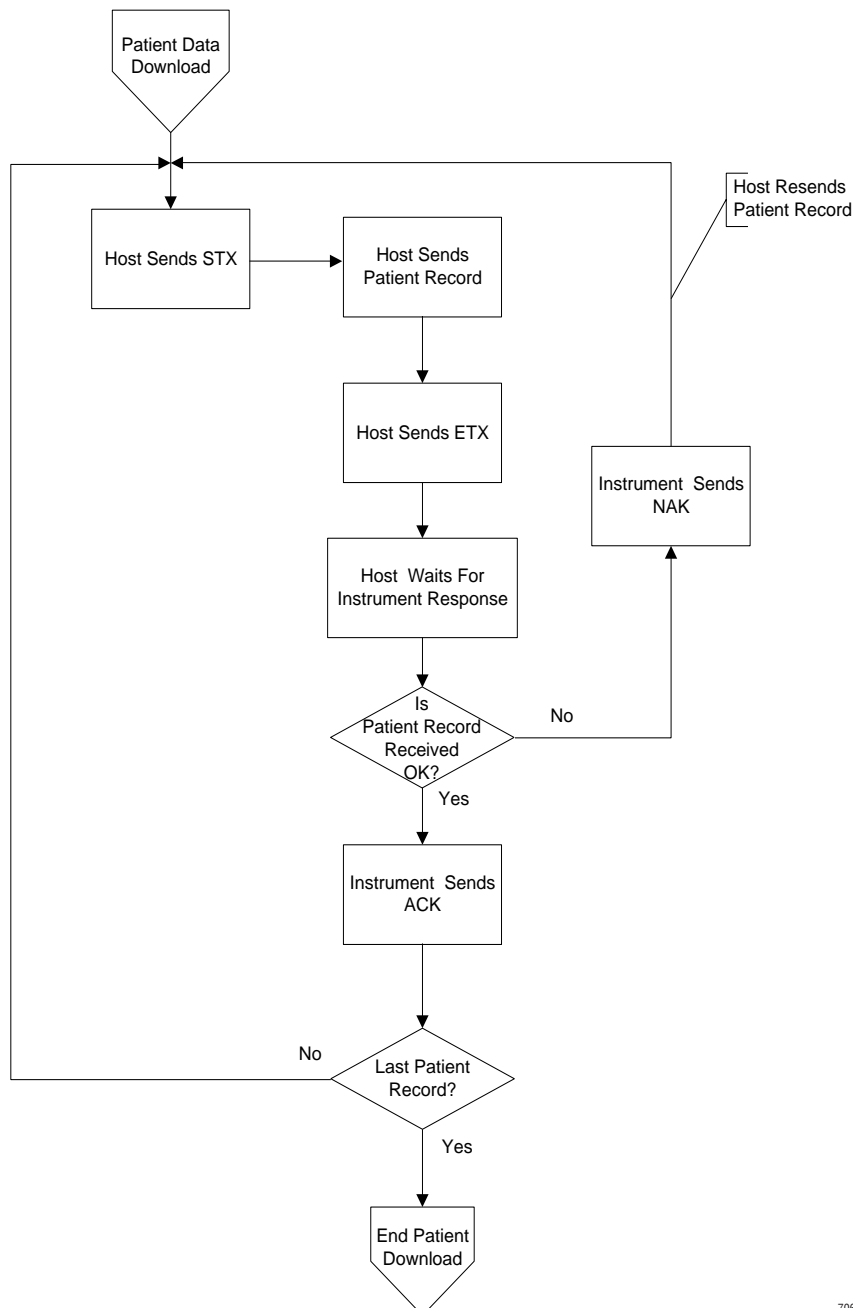 Patient Data
Download
Host Resends
Patient Record
Host Sends STX
Host Sends
Patient Record
Host Sends ETX
Instrument Sends
NAK
Host Waits For
Instrument Response
Is
Patient Record
Received
OK?
No
Yes
Instrument Sends
ACK
No
Last Patient
Record?
Yes
End Patient
Download